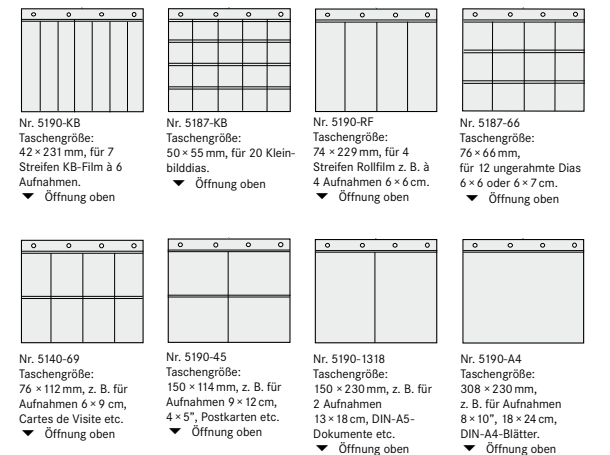 Nr. 5190-KB
Taschengröße:
42 × 231 mm, für 7
Streifen KB-Film à 6
Aufnahmen.
▼ Öffnung oben
Nr. 5187-KB
Taschengröße:
50 × 55 mm, für 20 Klein-
bilddias.
▼ Öffnung oben
Nr. 5190-RF
Taschengröße:
74 × 229 mm, für 4
Streifen Rollfilm z. B. à
4 Aufnahmen 6 × 6 cm.
▼ Öffnung oben
Nr. 5187-66
Taschengröße:
76 × 66 mm,
für 12 ungerahmte Dias
6 × 6 oder 6 × 7 cm.
▼ Öffnung oben
Nr. 5140-69
Taschengröße:
76 × 112 mm, z. B. für
Aufnahmen 6 × 9 cm,
Cartes de Visite etc.
▼ Öffnung oben
Nr. 5190-45
Taschengröße:
150 × 114 mm, z. B. für
Aufnahmen 9 × 12 cm,
4 × 5", Postkarten etc.
▼ Öffnung oben
Nr. 5190-1318
Taschengröße:
150 × 230 mm, z. B. für
2 Aufnahmen
13 × 18 cm, DIN-A5-
Dokumente etc.
▼ Öffnung oben
Nr. 5190-A4
Taschengröße:
308 × 230 mm,
z. B. für Aufnahmen
8 × 10", 18 × 24 cm,
DIN-A4-Blätter.
▼ Öffnung oben